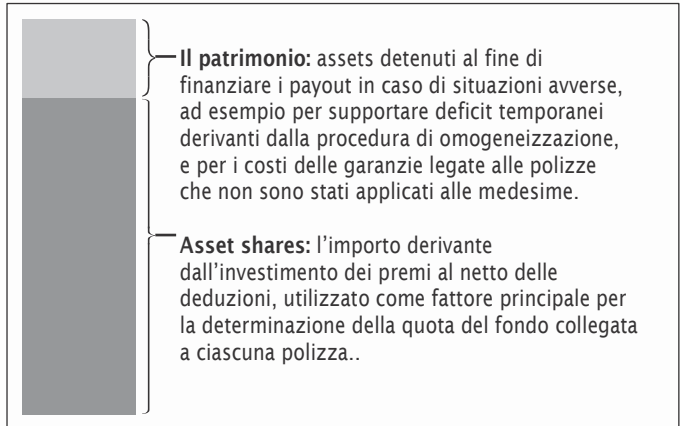 Il patrimonio: assets detenuti al fine di
finanziare i payout in caso di situazioni avverse,
ad esempio per supportare deficit temporanei
derivanti dalla procedura di omogeneizzazione,
e per i costi delle garanzie legate alle polizze
che non sono stati applicati alle medesime.
Asset shares: l'importo derivante
dall'investimento dei premi al netto delle
deduzioni, utilizzato come fattore principale per
la determinazione della quota del fondo collegata
a ciascuna polizza..